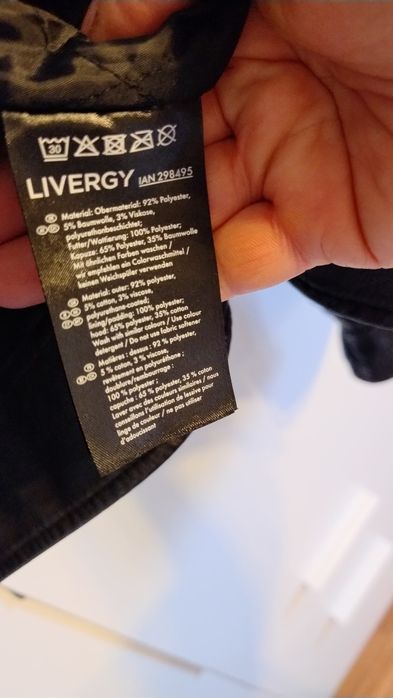 30
LIVERGY IAN 298495
Material: Obermaterial: 92% Polyester,
5% Baumwolle, 3% Viskose,
polyurethanbeschichtet;
Futter/Wattierung: 100% Polyester;
Kapuze: 65% Polyester, 35% Baumwolle
Mit ähnlichen Farben waschen /
wir empfehlen ein Colorwaschmittel /
keinen Weichspüler verwenden
Material: outer: 92% polyester,
5% cotton, 3% viscose,
polyurethane-coated;
lining/padding: 100% polyester;
hood: 65% polyester, 35% cotton
Wash with similar colours / Use colour
detergent / Do not use fabric softener
Matières : dessus : 92 % polyester,
5 % coton, 3 % viscose,
revêtement en polyuréthane ;
doublure/rembourrage :
100 % polyester ;
capuche : 65 % polyester, 35 % coton
Laver avec des couleurs similaires / nous
conseillons l'utilisation de lessive pour
linge de couleur / ne pas utiliser
d'adoucissant